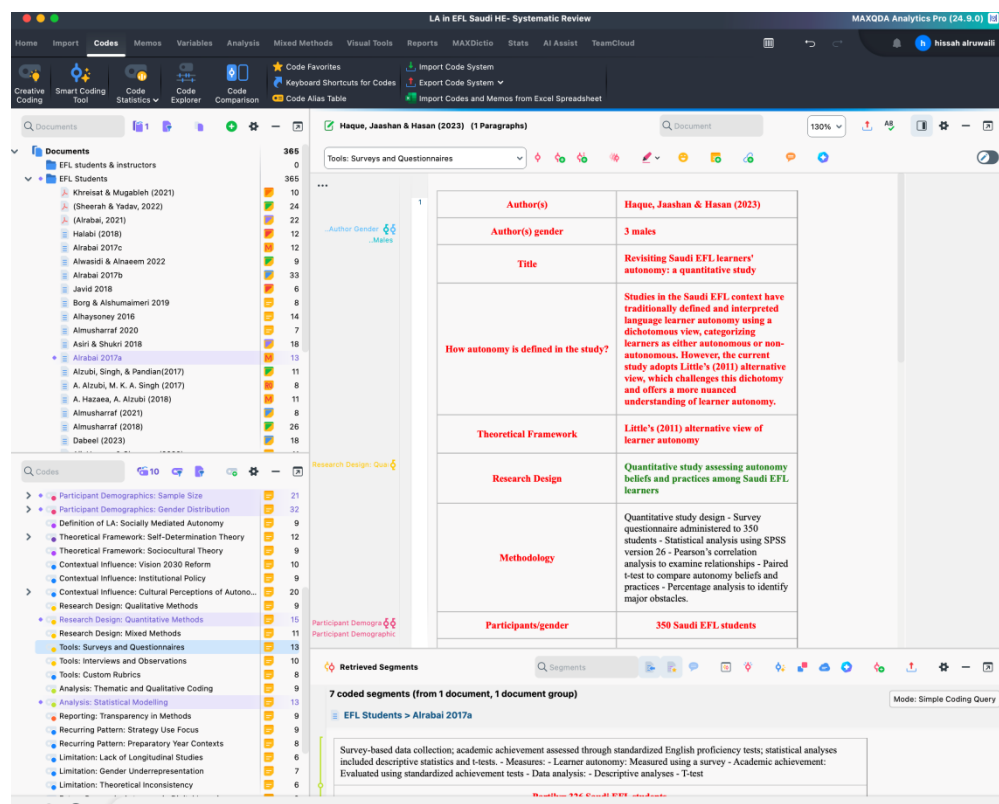 LA in EFL Saudi HE- Systematic Review
MAXQDA Analytics Pro (24.9.0)
Home Import Codes Memos Variables Analysis Mixed Methods Visual Tools Reports MAXDictio Stats AI Assist TeamCloud
h hissah alruwaili
Creative Coding
Smart Coding Tool
Code Statistics
Code Explorer
Code Comparison
Code Favorites
Keyboard Shortcuts for Codes
Code Alias Table
Import Code System
Export Code System
Import Codes and Memos from Excel Spreadsheet
Documents
1
Documents 365
EFL students & instructors 0
EFL Students 365
Khreisat & Mugableh (2021) 10
(Sheerah & Yadav, 2022) 24
(Alrabai, 2021) 22
Halabi (2018) 12
Alrabai 2017c 12
Alwasidi & Alnaeem 2022 9
Alrabai 2017b 33
Javid 2018 6
Borg & Alshumaimeri 2019 8
Alhaysoney 2016 14
Almusharraf 2020 7
Asiri & Shukri 2018 18
Alrabai 2017a 13
Alzubi, Singh, & Pandian(2017) 11
A. Alzubi, M. K. A. Singh (2017) 8
A. Hazaea, A. Alzubi (2018) 11
Almusharraf (2021) 8
Almusharraf (2018) 26
Dabeel (2023) 18
Codes
10
Participant Demographics: Sample Size 21
Participant Demographics: Gender Distribution 32
Definition of LA: Socially Mediated Autonomy 9
Theoretical Framework: Self-Determination Theory 12
Theoretical Framework: Sociocultural Theory 9
Contextual Influence: Vision 2030 Reform 10
Contextual Influence: Institutional Policy 9
Contextual Influence: Cultural Perceptions of Autono... 20
Research Design: Qualitative Methods 9
Research Design: Quantitative Methods 15
Research Design: Mixed Methods 11
Tools: Surveys and Questionnaires 13
Tools: Interviews and Observations 10
Tools: Custom Rubrics 8
Analysis: Thematic and Qualitative Coding 9
Analysis: Statistical Modelling 13
Reporting: Transparency in Methods 9
Recurring Pattern: Strategy Use Focus 9
Recurring Pattern: Preparatory Year Contexts 8
Limitation: Lack of Longitudinal Studies 6
Limitation: Gender Underrepresentation 7
Limitation: Theoretical Inconsistency 6
Haque, Jaashan & Hasan (2023) (1 Paragraphs)
Document
130%
Tools: Surveys and Questionnaires
...
1
..Author Gender
..Males
Research Design: Qua
Participant Demogra
Participant Demographic
Author(s)
Haque, Jaashan & Hasan (2023)
Author(s) gender
3 males
Title
Revisiting Saudi EFL learners'
autonomy: a quantitative study
How autonomy is defined in the study?
Studies in the Saudi EFL context have
traditionally defined and interpreted
language learner autonomy using a
dichotomous view, categorizing
learners as either autonomous or non-
autonomous. However, the current
study adopts Little's (2011) alternative
view, which challenges this dichotomy
and offers a more nuanced
understanding of learner autonomy.
Theoretical Framework
Little's (2011) alternative view of
learner autonomy
Research Design
Quantitative study assessing autonomy
beliefs and practices among Saudi EFL
learners
Methodology
Quantitative study design - Survey
questionnaire administered to 350
students - Statistical analysis using SPSS
version 26 - Pearson's correlation
analysis to examine relationships - Paired
t-test to compare autonomy beliefs and
practices - Percentage analysis to identify
major obstacles.
Participants/gender
350 Saudi EFL students
Retrieved Segments
Segments
7 coded segments (from 1 document, 1 document group)
Mode: Simple Coding Query
EFL Students > Alrabai 2017a
Survey-based data collection; academic achievement assessed through standardized English proficiency tests; statistical analyses
included descriptive statistics and t-tests. - Measures: - Learner autonomy: Measured using a survey - Academic achievement:
Evaluated using standardized achievement tests - Data analysis: - Descriptive analyses - T-test